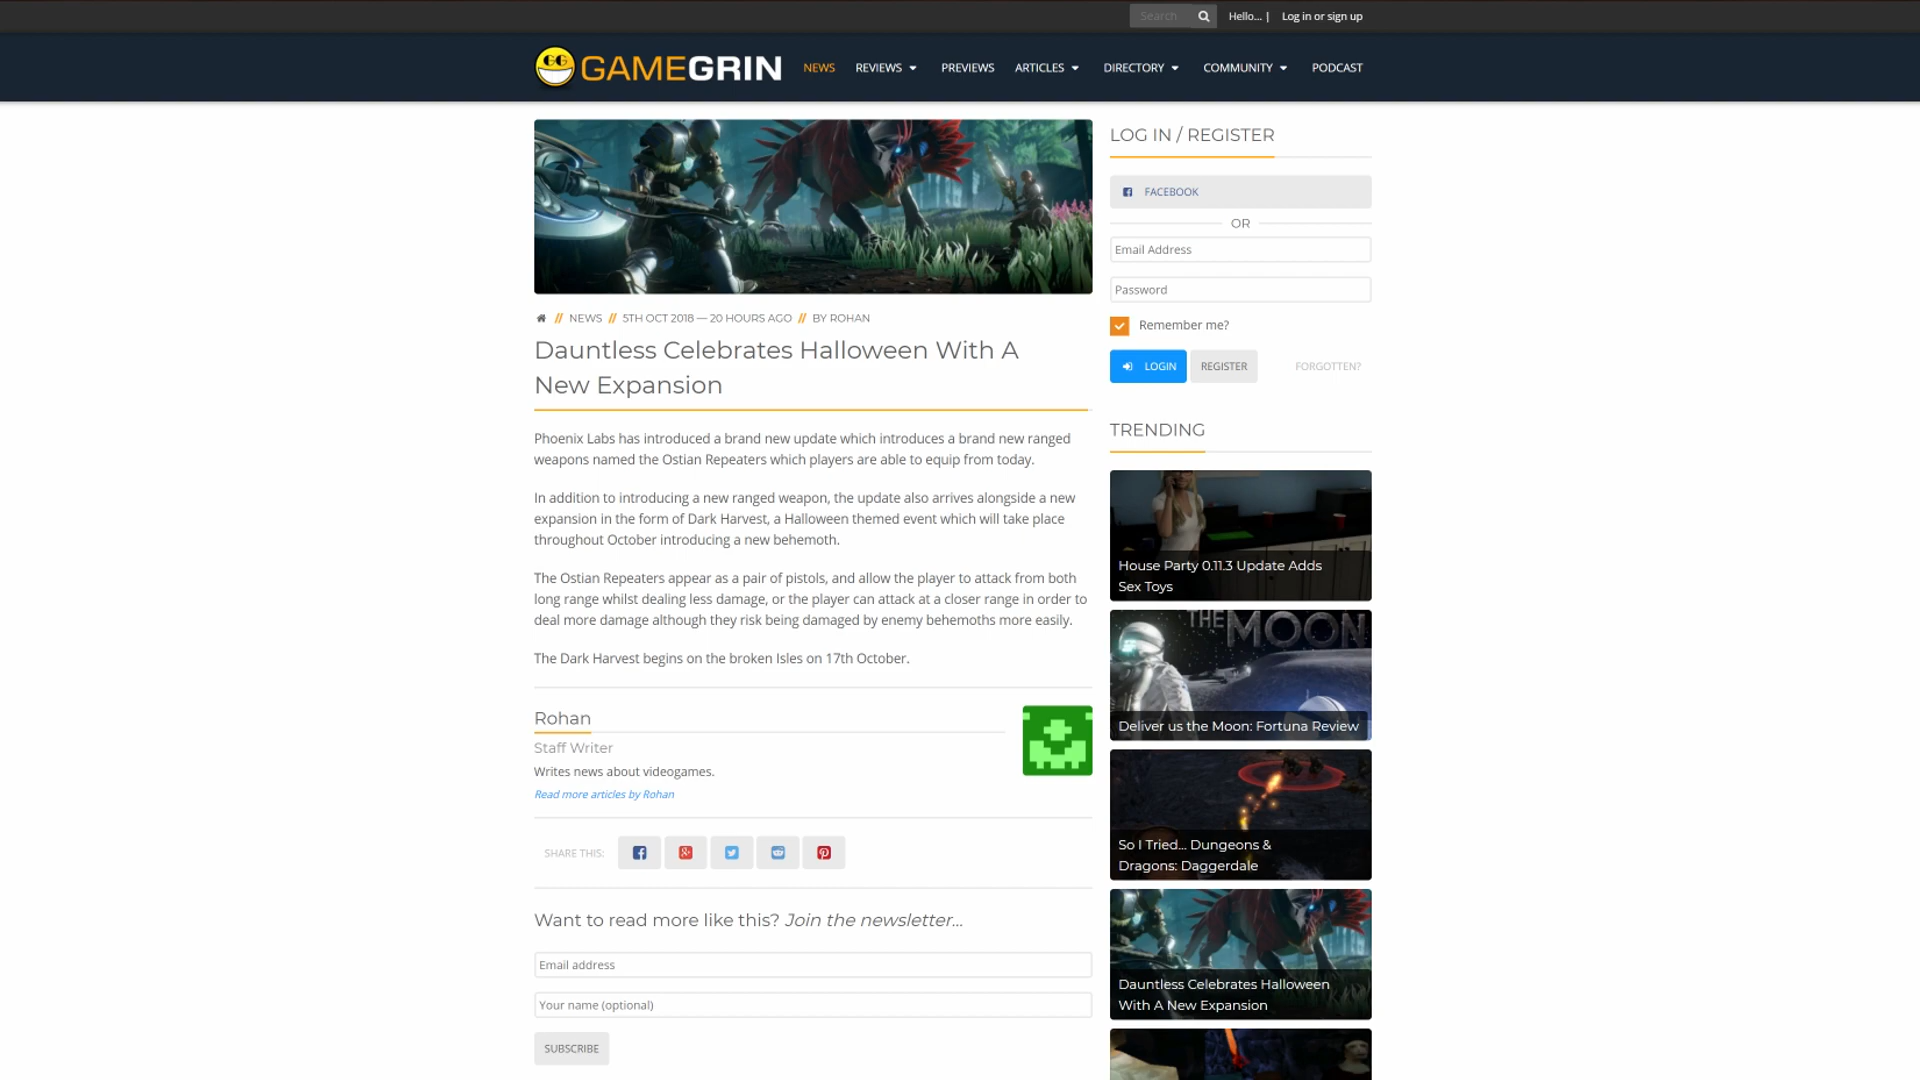 Search
Hello... |
Log in or sign up
GAMEGRIN
NEWS
REVIEWS
PREVIEWS
ARTICLES
DIRECTORY
COMMUNITY
PODCAST
NEWS // 5TH OCT 2018 — 20 HOURS AGO // BY ROHAN
Dauntless Celebrates Halloween With A
New Expansion
Phoenix Labs has introduced a brand new update which introduces a brand new ranged
weapons named the Ostian Repeaters which players are able to equip from today.
In addition to introducing a new ranged weapon, the update also arrives alongside a new
expansion in the form of Dark Harvest, a Halloween themed event which will take place
throughout October introducing a new behemoth.
The Ostian Repeaters appear as a pair of pistols, and allow the player to attack from both
long range whilst dealing less damage, or the player can attack at a closer range in order to
deal more damage although they risk being damaged by enemy behemoths more easily.
The Dark Harvest begins on the broken Isles on 17th October.
Rohan
Staff Writer
Writes news about videogames.
Read more articles by Rohan
SHARE THIS:
Want to read more like this? Join the newsletter...
Email address
Your name (optional)
SUBSCRIBE
LOG IN / REGISTER
FACEBOOK
OR
Email Address
Password
Remember me?
LOGIN
REGISTER
FORGOTTEN?
TRENDING
House Party 0.11.3 Update Adds
Sex Toys
THE MOON
Deliver us the Moon: Fortuna Review
So I Tried... Dungeons &
Dragons: Daggerdale
Dauntless Celebrates Halloween
With A New Expansion